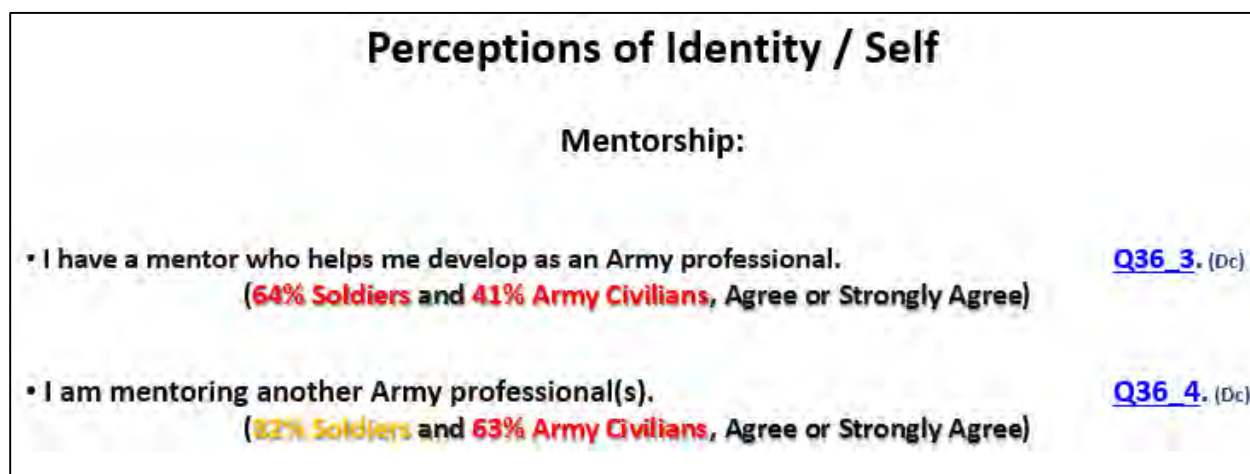 Perceptions of Identity / Self
Mentorship:
• I have a mentor who helps me develop as an Army professional. Q36_3. (Dc)
(64% Soldiers and 41% Army Civilians, Agree or Strongly Agree)
• I am mentoring another Army professional(s). Q36_4. (Dc)
(82% Soldiers and 63% Army Civilians, Agree or Strongly Agree)